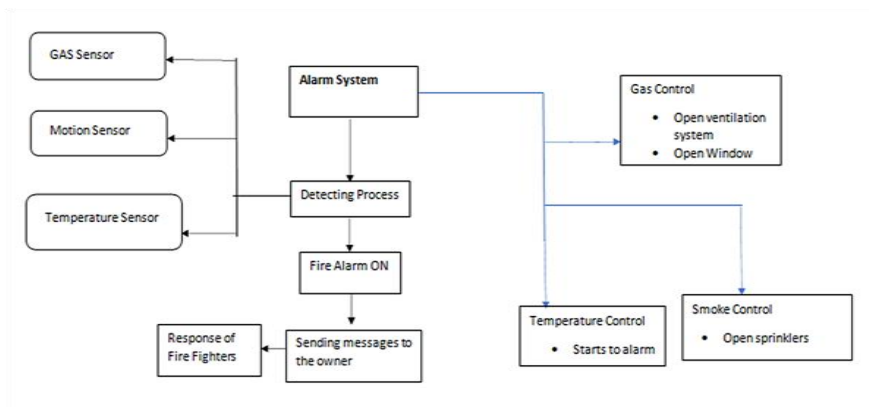 GAS Sensor
Motion Sensor
Temperature Sensor
Alarm System
Detecting Process
Fire Alarm ON
Sending messages to
the owner
Response of
Fire Fighters
Gas Control
• Open ventilation
system
• Open Window
Temperature Control
• Starts to alarm
Smoke Control
• Open sprinklers